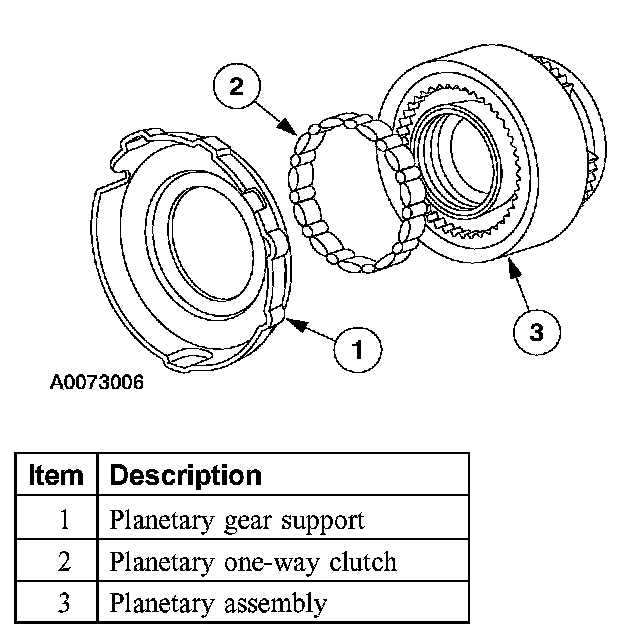 2
3
1
A0073006
Item Description
1 Planetary gear support
2 Planetary one-way clutch
3 Planetary assembly